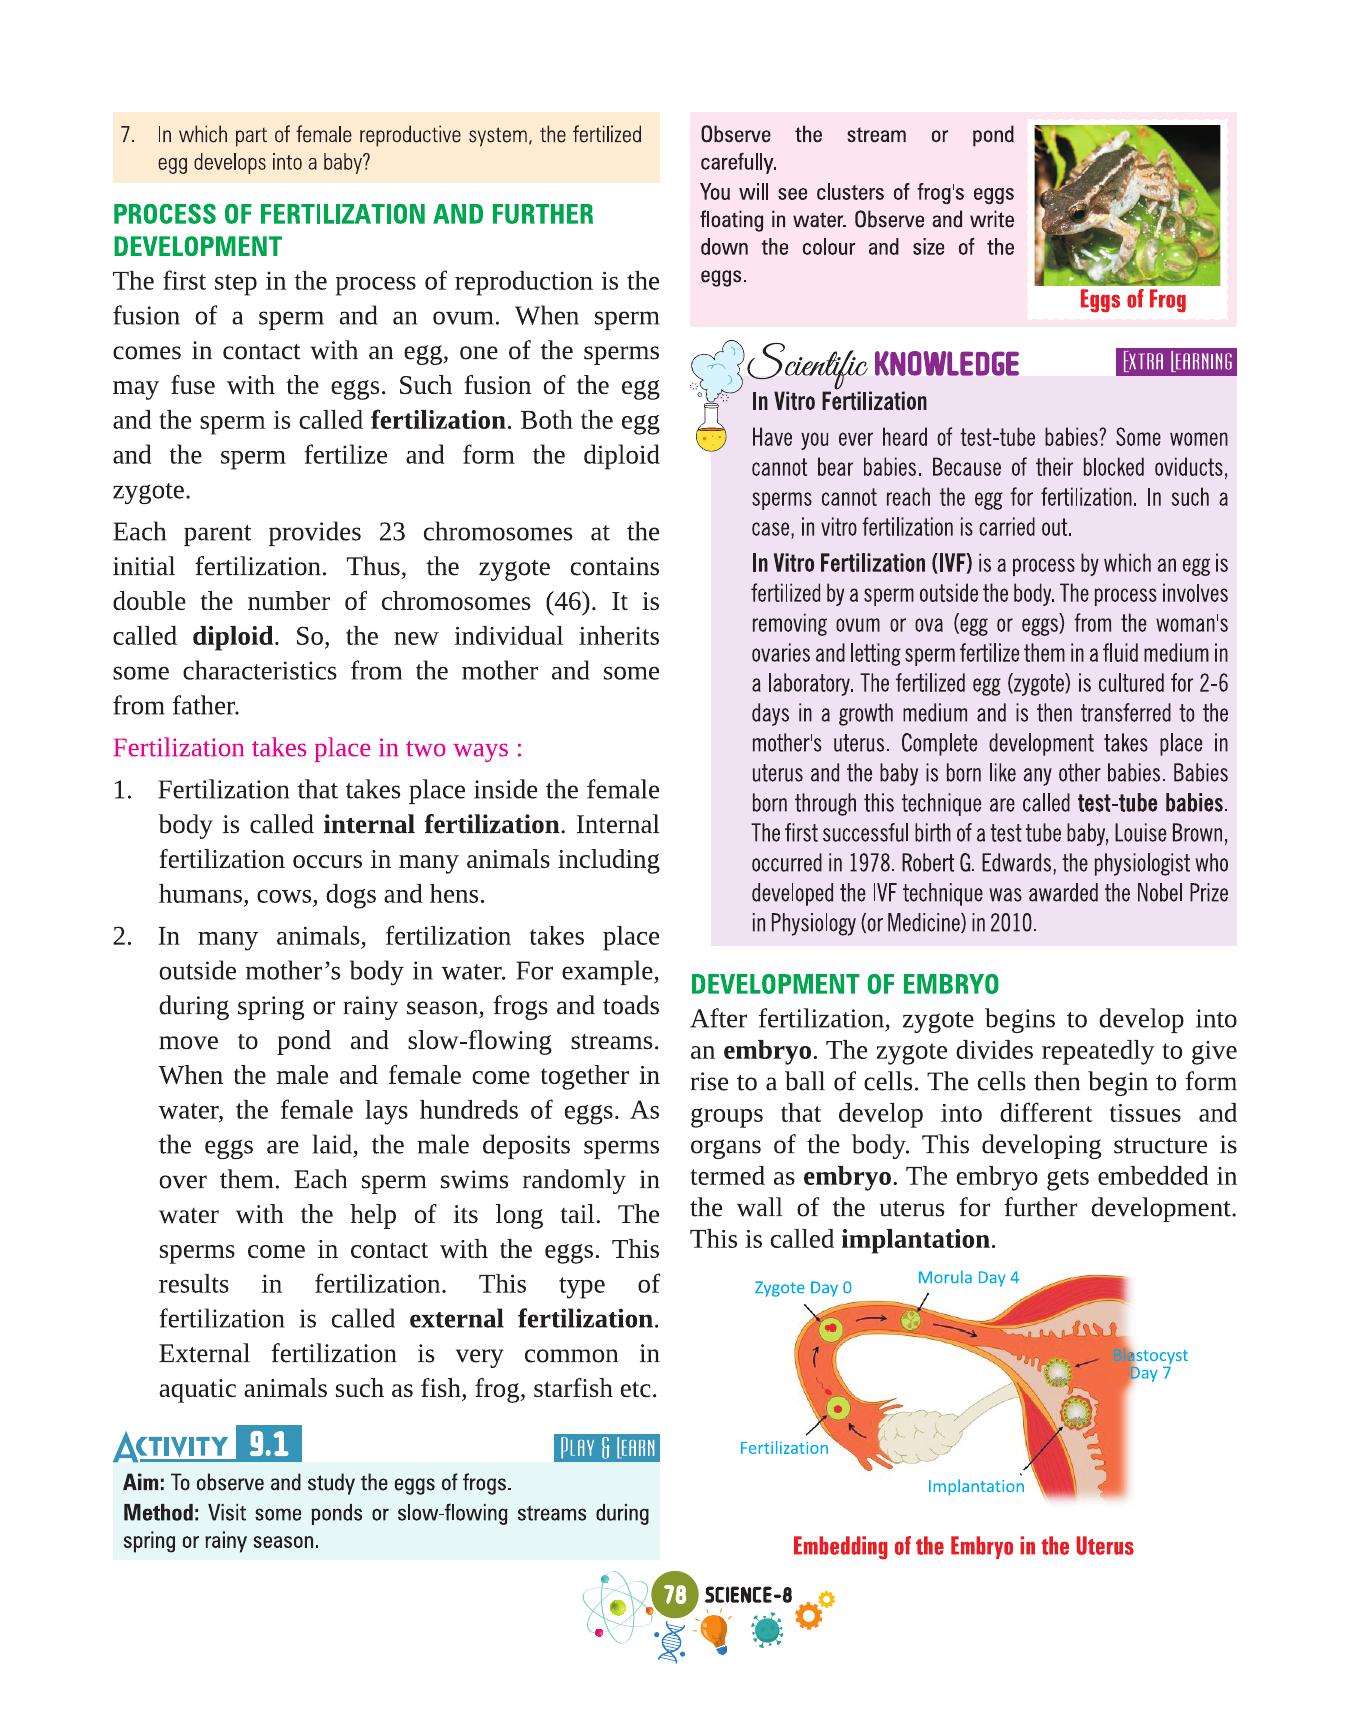 7. In which part of female reproductive system, the fertilized
egg develops into a baby?
PROCESS OF FERTILIZATION AND FURTHER
DEVELOPMENT
The first step in the process of reproduction is the
fusion of a sperm and an ovum. When sperm
comes in contact with an egg, one of the sperms
may fuse with the eggs. Such fusion of the egg
and the sperm is called fertilization. Both the egg
and the sperm fertilize and form the diploid
zygote.
Each parent provides 23 chromosomes at the
initial fertilization. Thus, the zygote contains
double the number of chromosomes (46). It is
called diploid. So, the new individual inherits
some characteristics from the mother and some
from father.
Fertilization takes place in two ways :
1. Fertilization that takes place inside the female
body is called internal fertilization. Internal
fertilization occurs in many animals including
humans, cows, dogs and hens.
2. In many animals, fertilization takes place
outside mother’s body in water. For example,
during spring or rainy season, frogs and toads
move to pond and slow-flowing streams.
When the male and female come together in
water, the female lays hundreds of eggs. As
the eggs are laid, the male deposits sperms
over them. Each sperm swims randomly in
water with the help of its long tail. The
sperms come in contact with the eggs. This
results in fertilization. This type of
fertilization is called external fertilization.
External fertilization is very common in
aquatic animals such as fish, frog, starfish etc.
ACTIVITY 9.1
PLAY & LEARN
Aim: To observe and study the eggs of frogs.
Method: Visit some ponds or slow-flowing streams during
spring or rainy season.
Observe the stream or pond
carefully.
You will see clusters of frog's eggs
floating in water. Observe and write
down the colour and size of the
eggs.
Eggs of Frog
Scientific KNOWLEDGE
EXTRA LEARNING
In Vitro Fertilization
Have you ever heard of test-tube babies? Some women
cannot bear babies. Because of their blocked oviducts,
sperms cannot reach the egg for fertilization. In such a
case, in vitro fertilization is carried out.
In Vitro Fertilization (IVF) is a process by which an egg is
fertilized by a sperm outside the body. The process involves
removing ovum or ova (egg or eggs) from the woman's
ovaries and letting sperm fertilize them in a fluid medium in
a laboratory. The fertilized egg (zygote) is cultured for 2-6
days in a growth medium and is then transferred to the
mother's uterus. Complete development takes place in
uterus and the baby is born like any other babies. Babies
born through this technique are called test-tube babies.
The first successful birth of a test tube baby, Louise Brown,
occurred in 1978. Robert G. Edwards, the physiologist who
developed the IVF technique was awarded the Nobel Prize
in Physiology (or Medicine) in 2010.
DEVELOPMENT OF EMBRYO
After fertilization, zygote begins to develop into
an embryo. The zygote divides repeatedly to give
rise to a ball of cells. The cells then begin to form
groups that develop into different tissues and
organs of the body. This developing structure is
termed as embryo. The embryo gets embedded in
the wall of the uterus for further development.
This is called implantation.
Zygote Day 0
Morula Day 4
Blastocyst
Day 7
Fertilization
Implantation
Embedding of the Embryo in the Uterus
78 SCIENCE-8